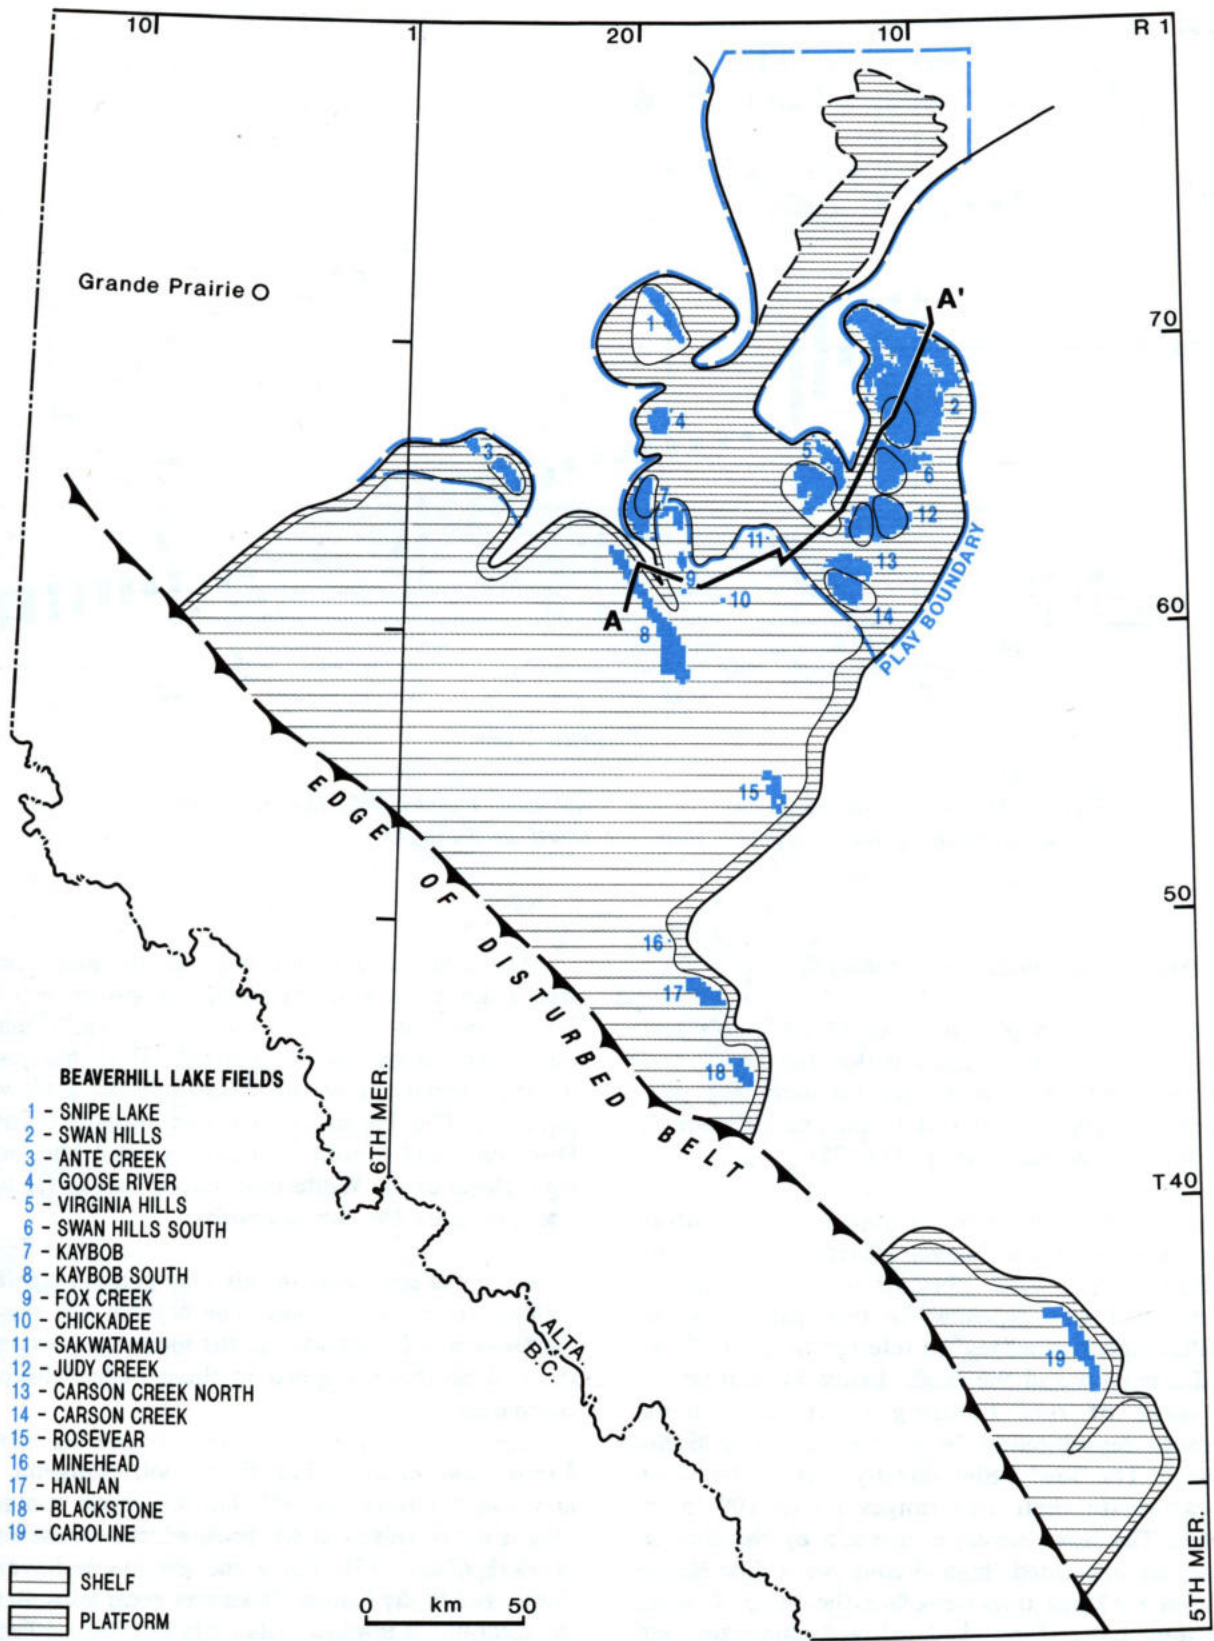 10 1 20 10 R 1
Grande Prairie
A'
70
1
2
4
3
5
6
7
12
11
13
9
10
A
60
8
14
PLAY BOUNDARY
15
EDGE OF DISTURBED BELT
50
16
17
18
T.40
6TH MER.
ALTA.
B.C.
19
5TH MER.
BEAVERHILL LAKE FIELDS
1 - SNIPE LAKE
2 - SWAN HILLS
3 - ANTE CREEK
4 - GOOSE RIVER
5 - VIRGINIA HILLS
6 - SWAN HILLS SOUTH
7 - KAYBOB
8 - KAYBOB SOUTH
9 - FOX CREEK
10 - CHICKADEE
11 - SAKWATAMAU
12 - JUDY CREEK
13 - CARSON CREEK NORTH
14 - CARSON CREEK
15 - ROSEVEAR
16 - MINEHEAD
17 - HANLAN
18 - BLACKSTONE
19 - CAROLINE
SHELF
PLATFORM
0 km 50